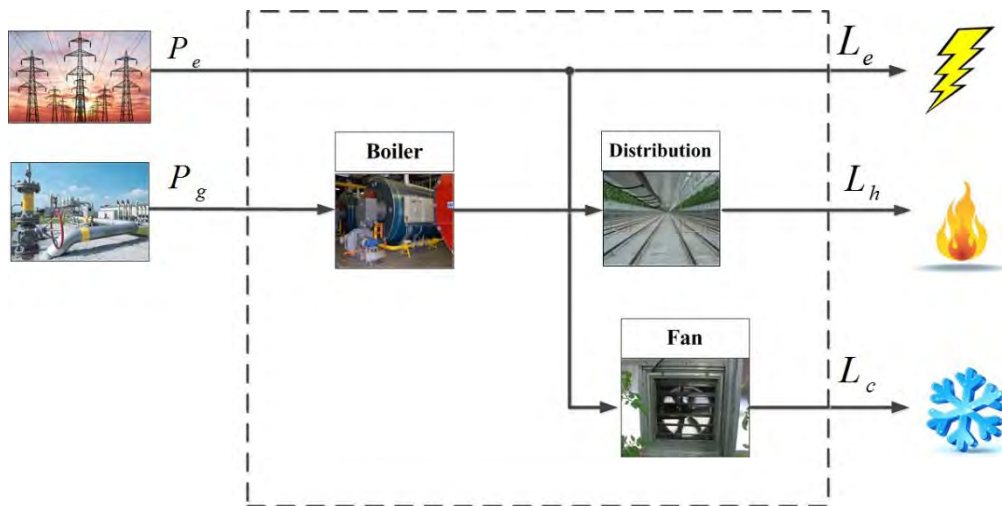 P_e
L_e
Boiler
Distribution
P_g
L_h
Fan
L_c